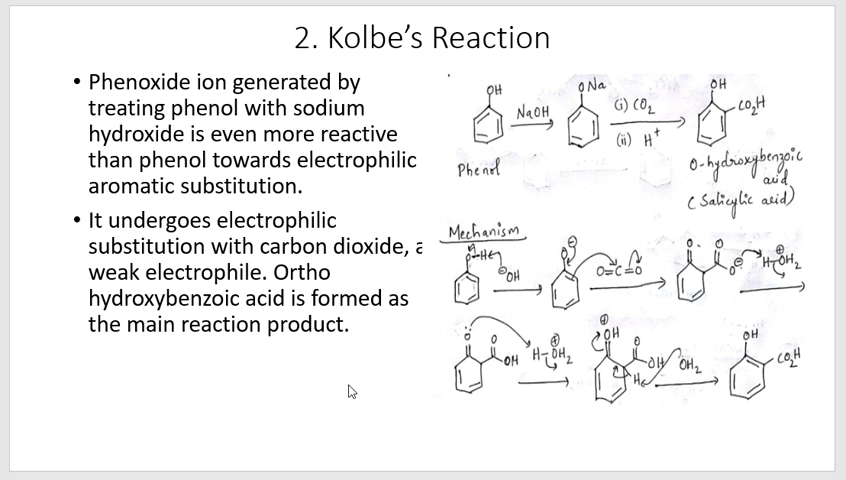 2. Kolbe's Reaction
• Phenoxide ion generated by
treating phenol with sodium
hydroxide is even more reactive
than phenol towards electrophilic
aromatic substitution.
• It undergoes electrophilic
substitution with carbon dioxide, a
weak electrophile. Ortho
hydroxybenzoic acid is formed as
the main reaction product.
OH
NaOH
ONa
(i) CO₂
(ii) H⁺
OH
CO₂H
Phenol
O-hydroxybenzoic
acid
(Salicylic acid)
Mechanism
O-H
⊖OH
O⊖
O=C=O
O
O
O⊖
H-OH₂
⊕
O
O
OH
H-OH₂
⊕
⊕
OH
O
OH
H
OH₂
OH
CO₂H